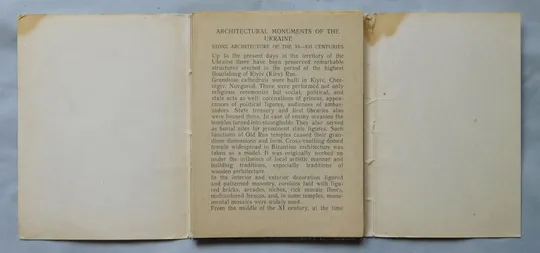 ARCHITECTURAL MONUMENTS OF THE
UKRAINE
STONE ARCHITECTURE OF THE XI—XIII CENTURIES
Up to the present days in the territory of the
Ukraine there have been preserved remarkable
structures erected in the period of the highest
flourishing of Kiyiv (Kiev) Rus.
Grandiose cathedrals were built in Kiyiv, Cher-
nigiv, Novgorod. There were performed not only
religious ceremonies but social, political, and
state acts as well: coronations of princes, appea-
rences of political figures, audiences of ambas-
sadors. State treasury and first libraries also
were housed there. In case of enemy invasion the
temples turned into strongholds. They also served
as burial sites for prominent state figures. Such
functions of Old Rus temples caused their gran-
diose dimensions and form. Cross-vaulting domed
temple widespread in Byzantine architecture was
taken as a model. It was originally worked up
under the influence of local artistic manner and
building traditions, especially traditions of
wooden architecture.
In the interior and exterior decoration figured
and patterned masonry, cornices laid with figu-
red bricks, arcades, niches, rich mosaic floors,
multicolored frescos, and, in some temples, monu-
mental mosaics were widely used.
From the middle of the XI century, at the time